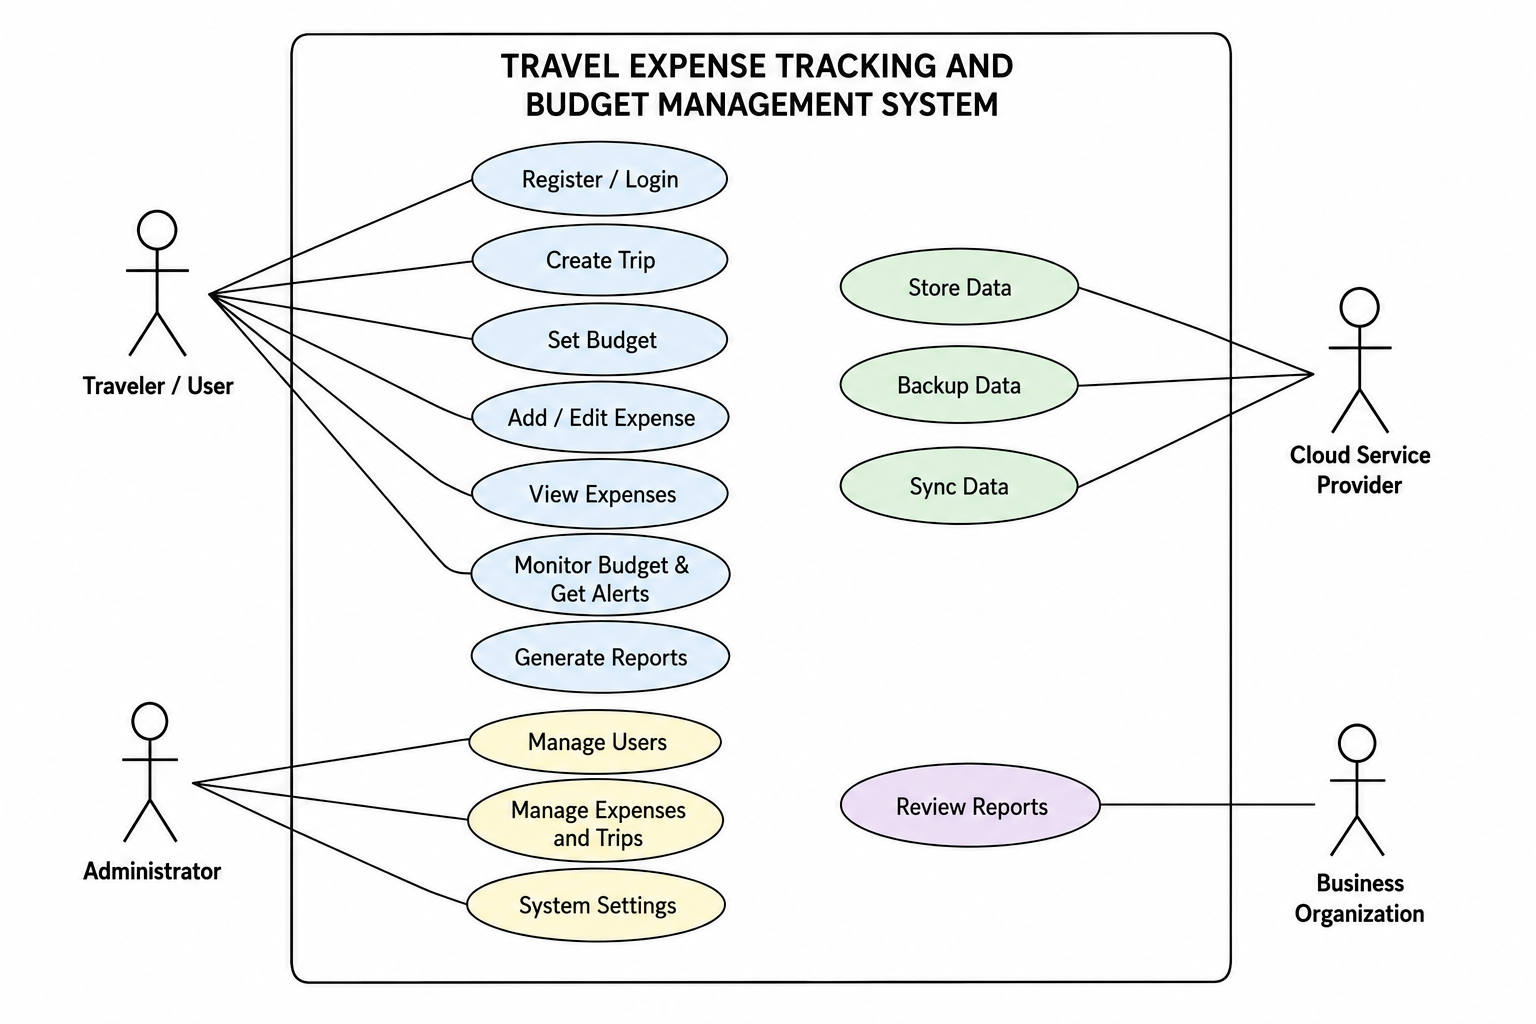 TRAVEL EXPENSE TRACKING AND
BUDGET MANAGEMENT SYSTEM
Register / Login
Create Trip
Set Budget
Add / Edit Expense
View Expenses
Monitor Budget &
Get Alerts
Generate Reports
Manage Users
Manage Expenses
and Trips
System Settings
Store Data
Backup Data
Sync Data
Review Reports
Traveler / User
Administrator
Cloud Service
Provider
Business
Organization